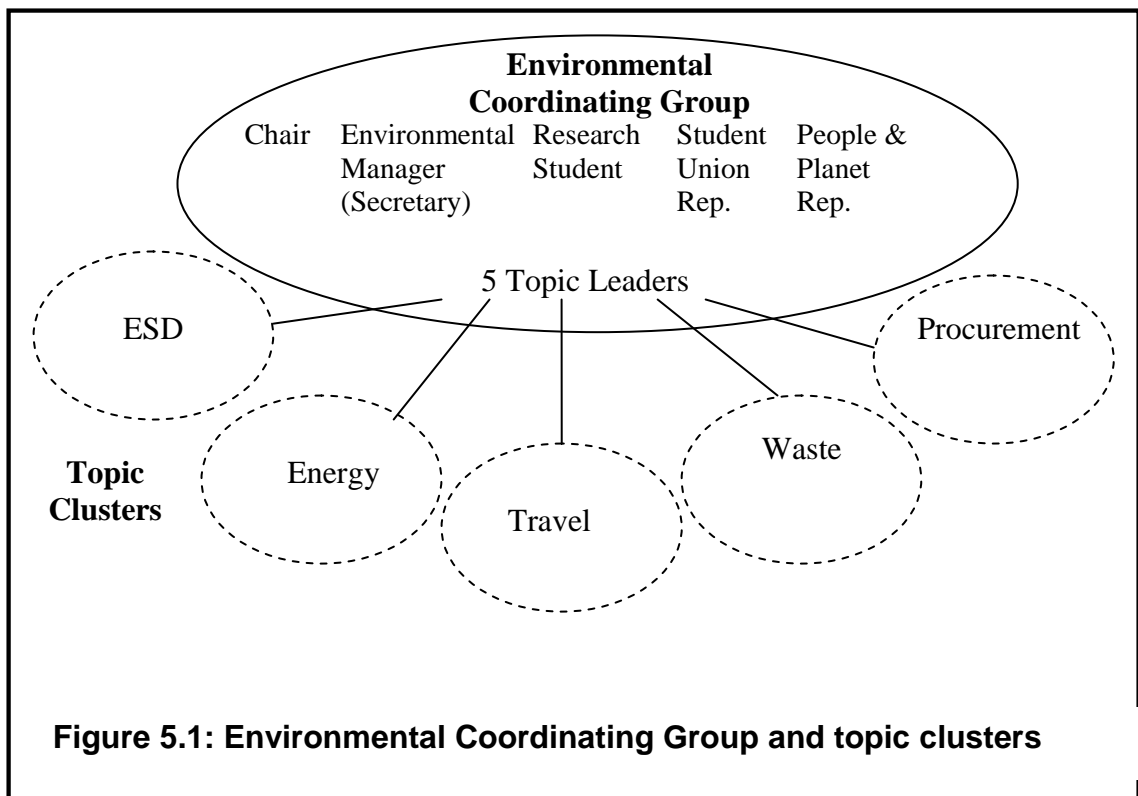 Environmental
Coordinating Group
Chair Environmental Research Student People &
Manager Student Union Planet
(Secretary) Rep. Rep.
5 Topic Leaders
ESD
Procurement
Energy
Waste
Travel
Topic
Clusters
Figure 5.1: Environmental Coordinating Group and topic clusters